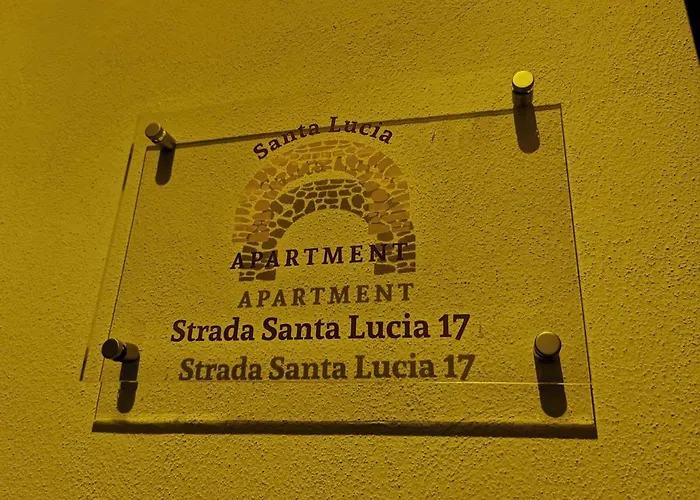 Santa Lucia
APARTMENT
Strada Santa Lucia 17